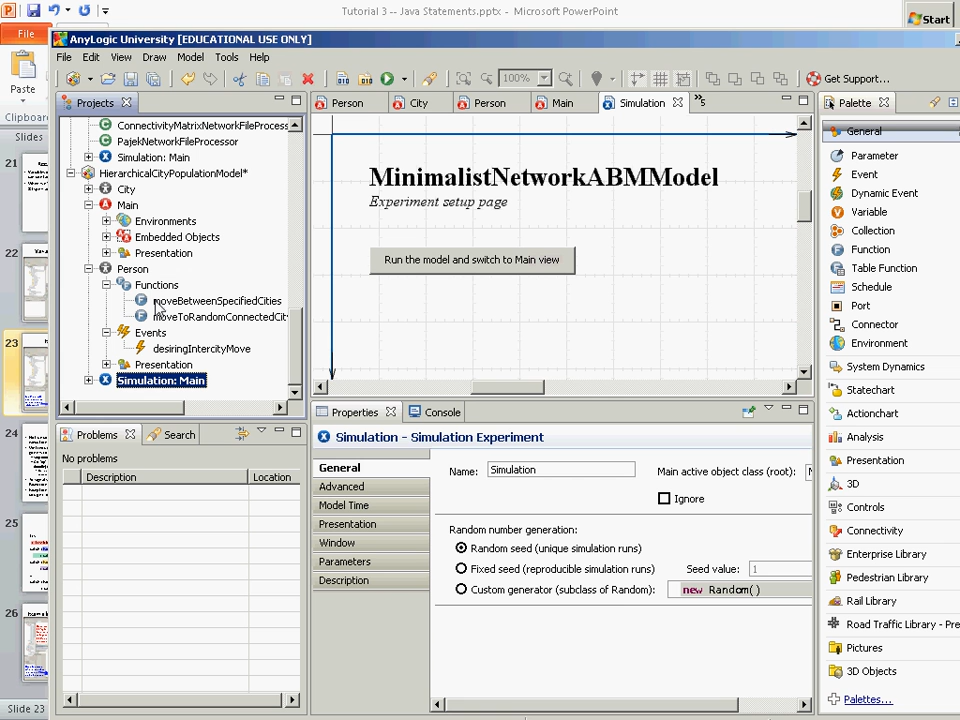 Tutorial 3 -- Java Statements.pptx - Microsoft PowerPoint
Start
File
AnyLogic University [EDUCATIONAL USE ONLY]
File Edit View Draw Model Tools Help
Paste
100%
Get Support...
Clipboard
Projects
Person
City
Person
Main
Simulation
5
Palette
Slides
ConnectivityMatrixNetworkFileProcess
PajekNetworkFileProcessor
Simulation: Main
HierarchicalCityPopulationModel*
City
Main
Environments
Embedded Objects
Presentation
Person
Functions
moveBetweenSpecifiedCities
moveToRandomConnectedCit
Events
desiringIntercityMove
Presentation
Simulation: Main
MinimalistNetworkABMModel
Experiment setup page
Run the model and switch to Main view
General
Parameter
Event
Dynamic Event
Variable
Collection
Function
Table Function
Schedule
Port
Connector
Environment
System Dynamics
Statechart
Actionchart
Analysis
Presentation
3D
Controls
Connectivity
Enterprise Library
Pedestrian Library
Rail Library
Road Traffic Library - Pre
Pictures
3D Objects
Palettes...
21
22
23
24
25
26
Slide 23
Problems
Search
No problems
Description
Location
Properties
Console
Simulation - Simulation Experiment
General
Advanced
Model Time
Presentation
Window
Parameters
Description
Name: Simulation
Main active object class (root):
Ignore
Random number generation:
Random seed (unique simulation runs)
Fixed seed (reproducible simulation runs)
Seed value: 1
Custom generator (subclass of Random): new Random()